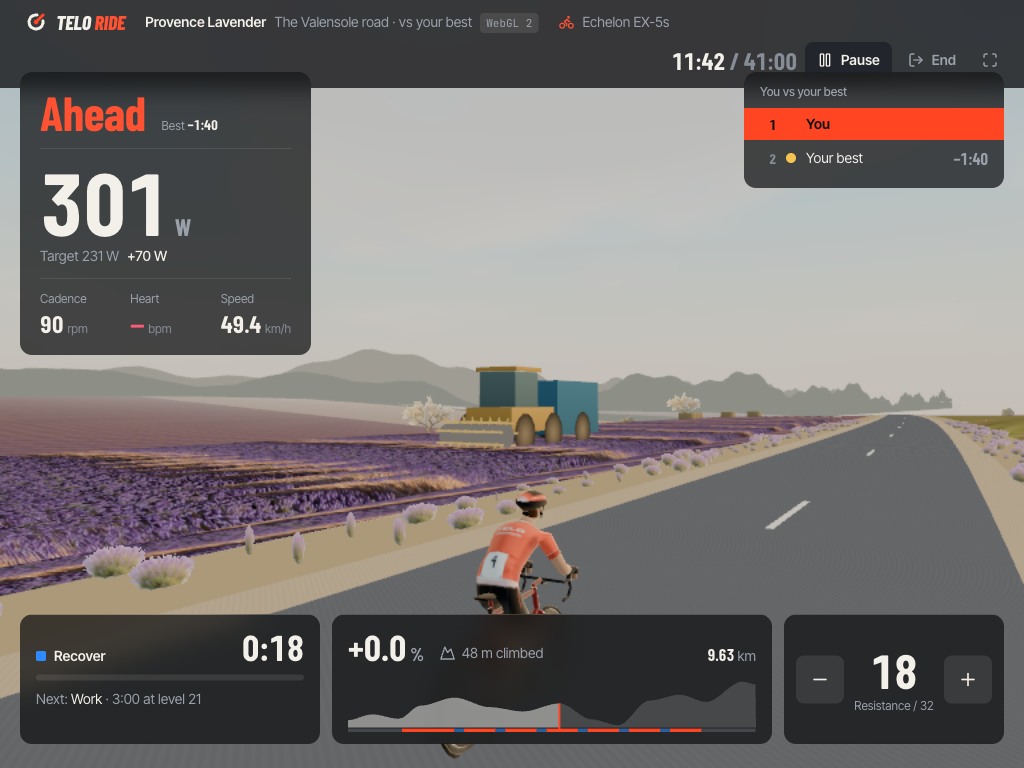 TELO RIDE Provence Lavender The Valensole road · vs your best WebGL 2 Echelon EX-5s
11:42 / 41:00 Pause End
Ahead Best −1:40
301 W
Target 231 W +70 W
Cadence Heart Speed
90 rpm — bpm 49.4 km/h
You vs your best
1 You
2 Your best −1:40
Recover 0:18
Next: Work · 3:00 at level 21
+0.0 % 48 m climbed 9.63 km
− 18 +
Resistance / 32